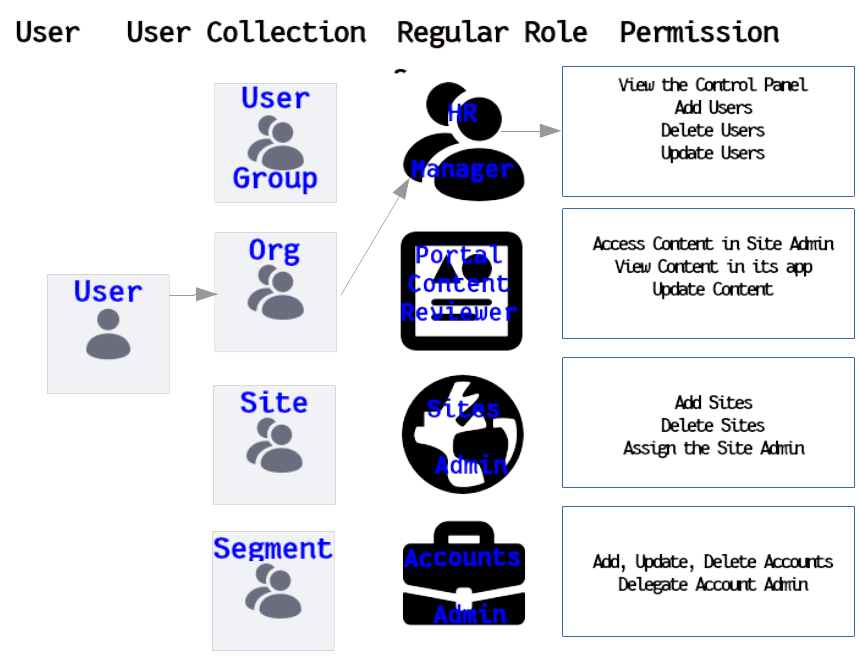 User User Collection Regular Role Permission
User
Group
HR
Manager
View the Control Panel
Add Users
Delete Users
Update Users
User
Org
Portal
Content
Reviewer
Access Content in Site Admin
View Content in its app
Update Content
Site
Sites
Admin
Add Sites
Delete Sites
Assign the Site Admin
Segment
Accounts
Admin
Add, Update, Delete Accounts
Delegate Account Admin